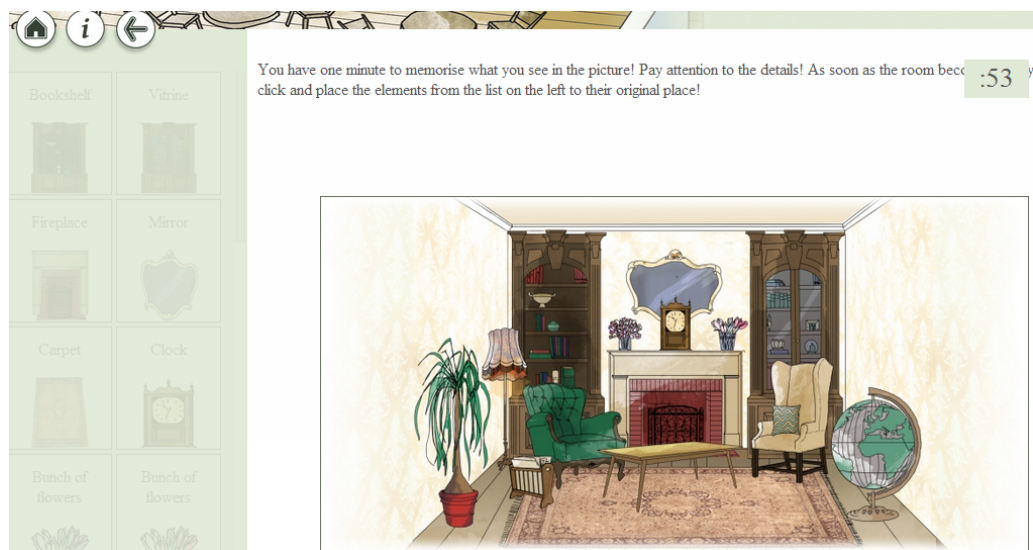 You have one minute to memorise what you see in the picture! Pay attention to the details! As soon as the room
:53
click and place the elements from the list on the left to their original place!
Bookshelf
Vitrine
Fireplace
Mirror
Carpet
Clock
Bunch of
flowers
Bunch of
flowers